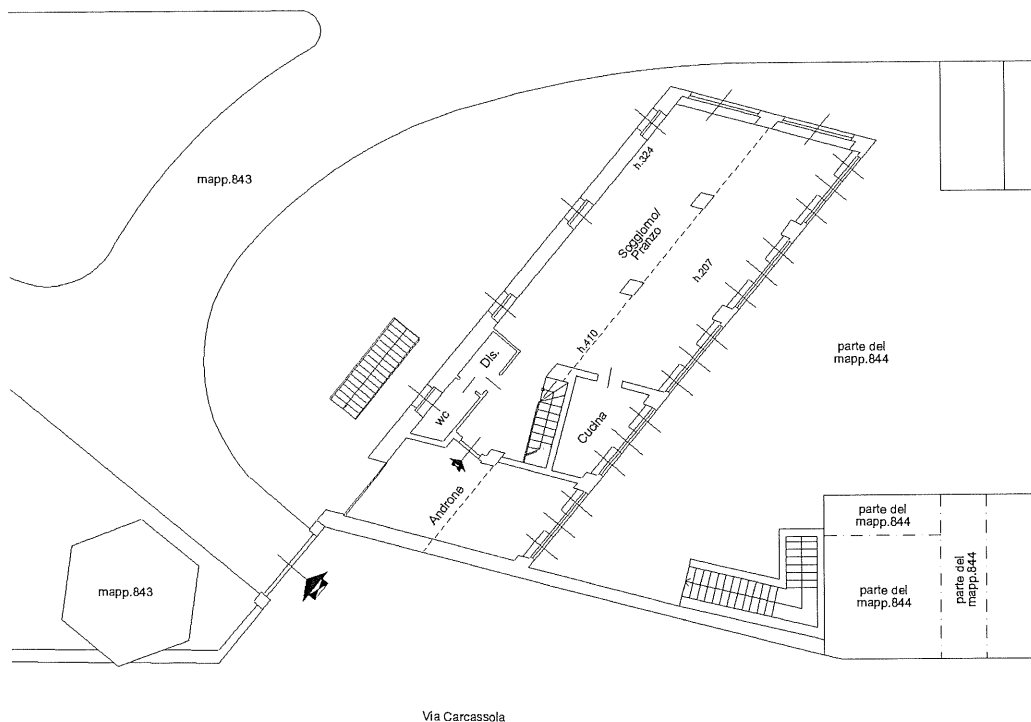 mapp.843
h.324
Soggiorno/
Pranzo
h.207
h.410
Dis.
wc
Cucina
Androne
parte del
mapp.844
mapp.843
parte del
mapp.844
parte del
mapp.844
parte del
mapp.844
Via Carcassola